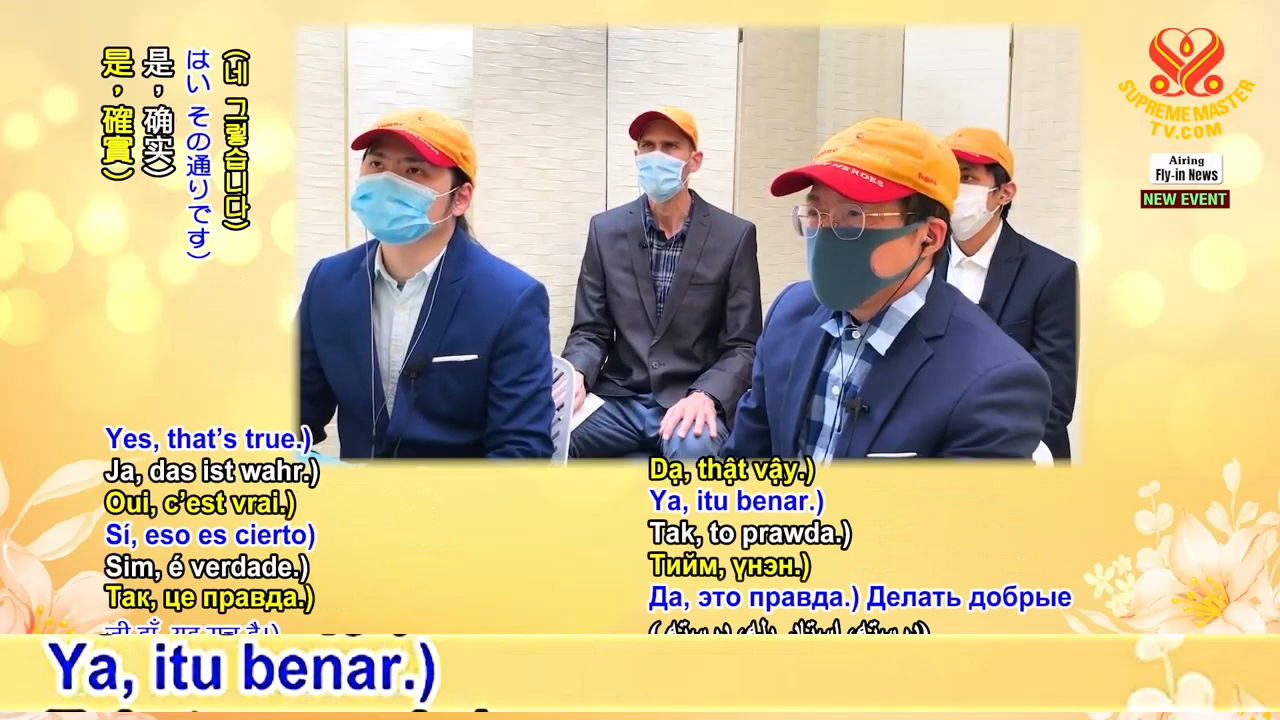 (네 그렇습니다)
はい その通りです)
是，确实)
是，確實)
SUPREME MASTER
TV.COM
Airing
Fly-in News
NEW EVENT
HEROES
Yes, that’s true.)
Ja, das ist wahr.)
Oui, c’est vrai.)
Sí, eso es cierto)
Sim, é verdade.)
Так, це правда.)
Dạ, thật vậy.)
Ya, itu benar.)
Tak, to prawda.)
Тийм, үнэн.)
Да, это правда.) Делать добрые
Ya, itu benar.)